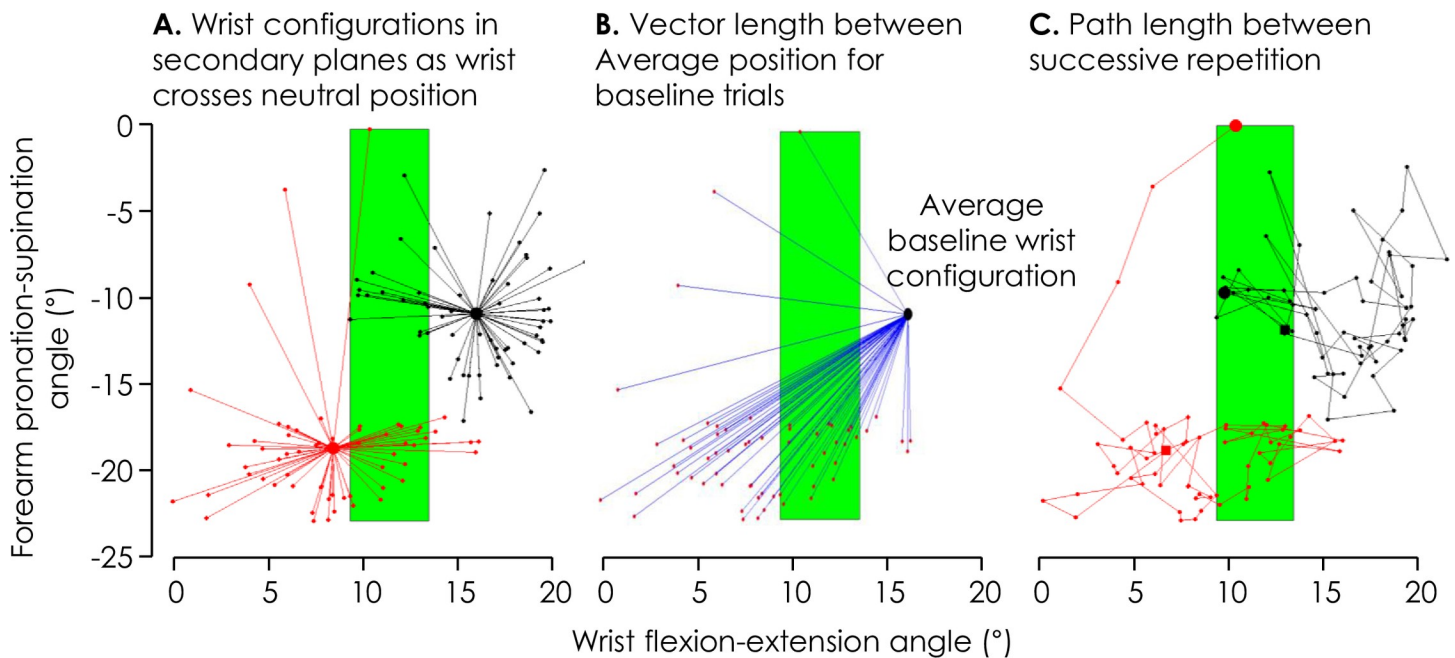 A. Wrist configurations in
secondary planes as wrist
crosses neutral position
B. Vector length between
Average position for
baseline trials
C. Path length between
successive repetition
Forearm pronation-supination
angle (°)
0
-5
-10
-15
-20
-25
Average
baseline wrist
configuration
0 5 10 15 20
0 5 10 15 20
0 5 10 15 20
Wrist flexion-extension angle (°)